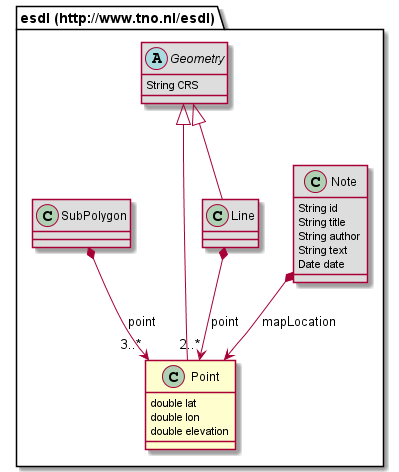 esdl (http://www.tno.nl/esdl)
A Geometry
String CRS
C SubPolygon
C Line
C Note
String id
String title
String author
String text
Date date
point
point
mapLocation
3..*
2..*
C Point
double lat
double lon
double elevation